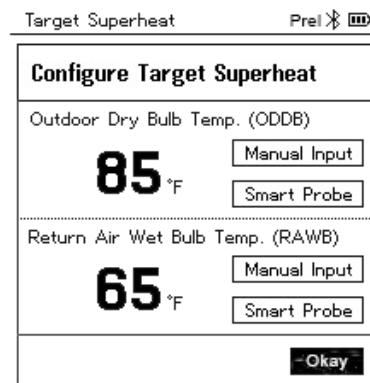 Target Superheat Prel
Configure Target Superheat
Outdoor Dry Bulb Temp. (ODDB)
85 °F
Manual Input
Smart Probe
Return Air Wet Bulb Temp. (RAWB)
65 °F
Manual Input
Smart Probe
Okay